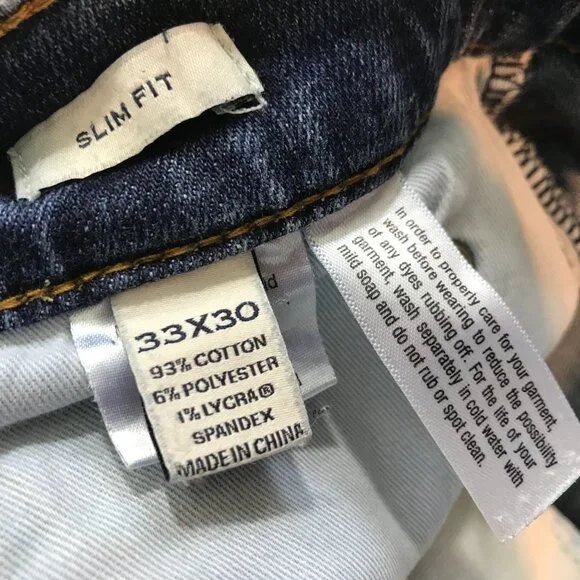 SLIM FIT
33X30
93% COTTON
6% POLYESTER
1% LYCRA®
SPANDEX
MADE IN CHINA
In order to properly care for your garment,
wash before wearing to reduce the possibility
of any dyes rubbing off. For the life of your
garment, wash separately in cold water with
mild soap and do not rub or spot clean.